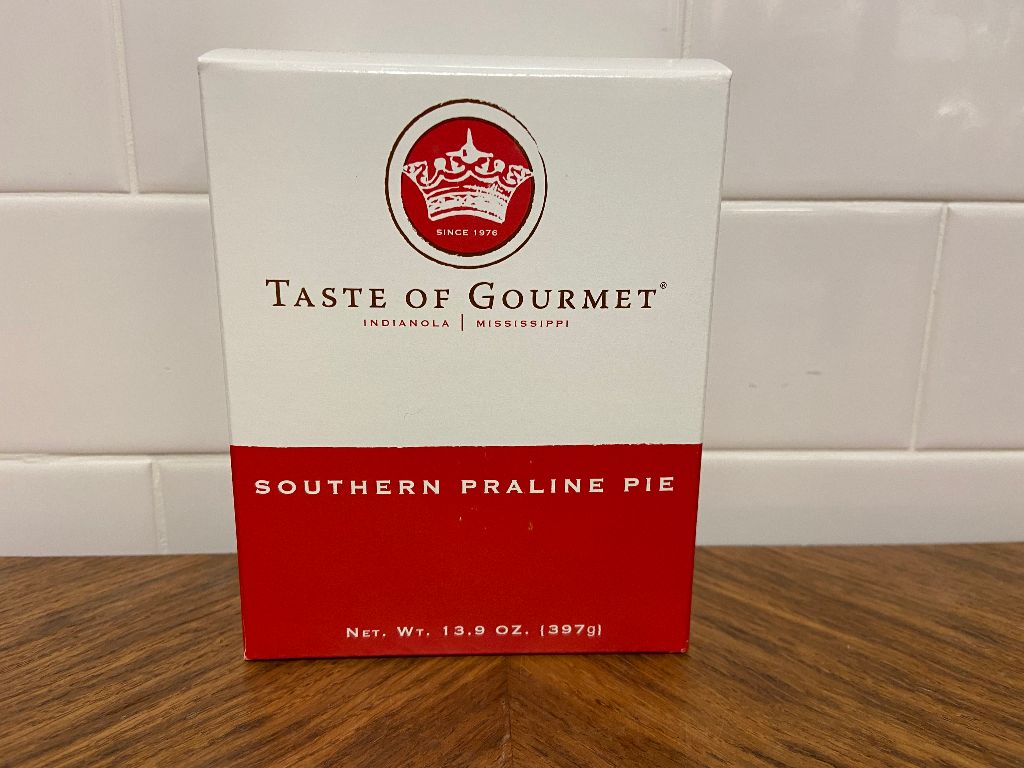 SINCE 1976
TASTE OF GOURMET®
INDIANOLA | MISSISSIPPI
SOUTHERN PRALINE PIE
NET. WT. 13.9 OZ. (397g)